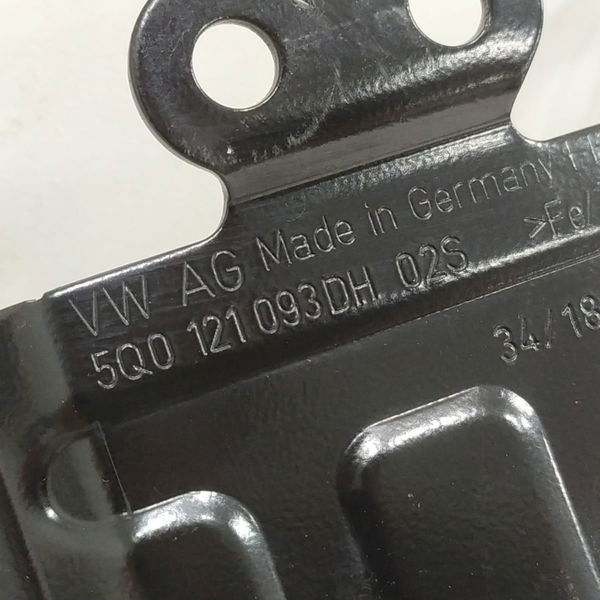 VW AG Made in Germany
5Q0 121 093DH 02S
>Fe/
34/18